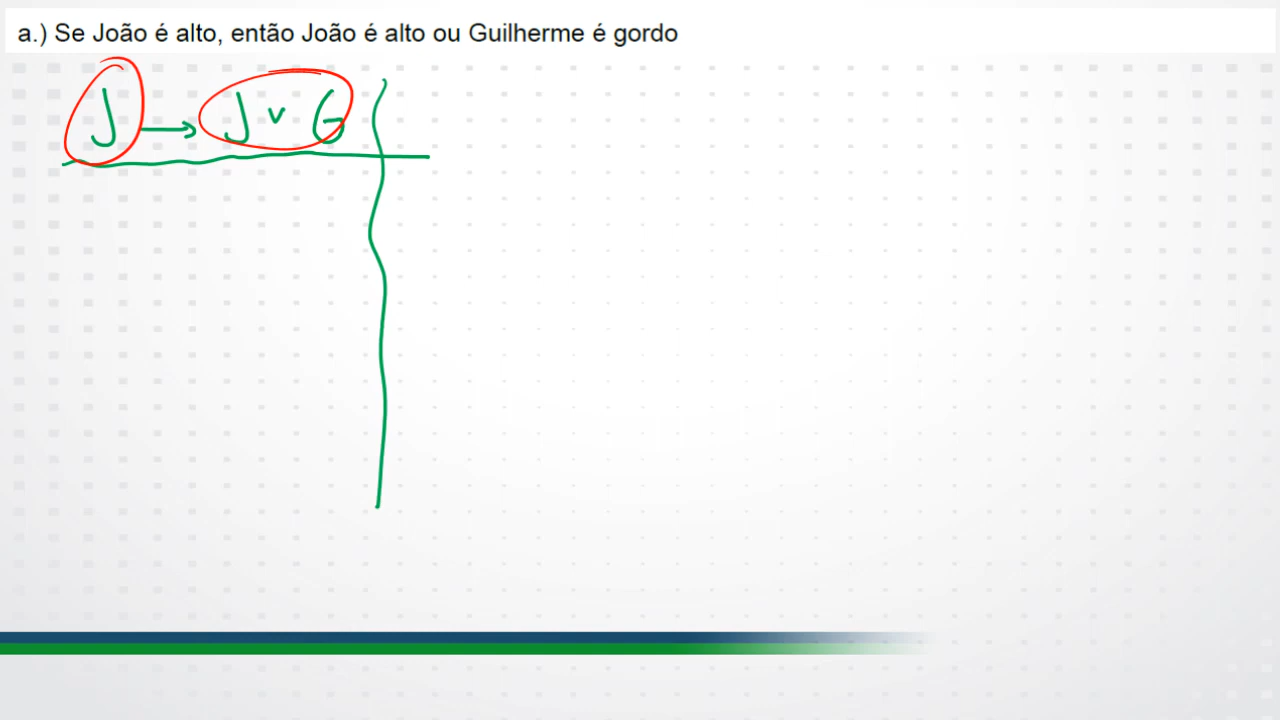 a.) Se João é alto, então João é alto ou Guilherme é gordo
J → J v G